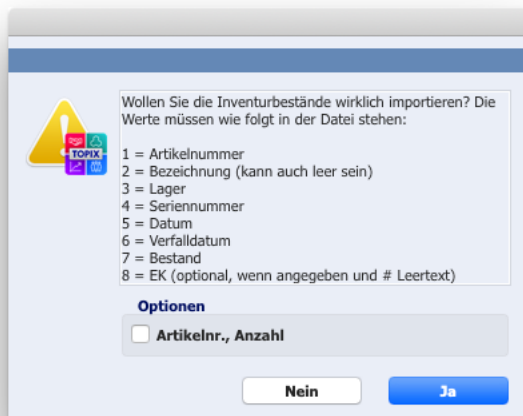 Wollen Sie die Inventurbestände wirklich importieren? Die
Werte müssen wie folgt in der Datei stehen:
1 = Artikelnummer
2 = Bezeichnung (kann auch leer sein)
3 = Lager
4 = Seriennummer
5 = Datum
6 = Verfalldatum
7 = Bestand
8 = EK (optional, wenn angegeben und # Leertext)
TOPIX
Optionen
Artikelnr., Anzahl
Nein
Ja